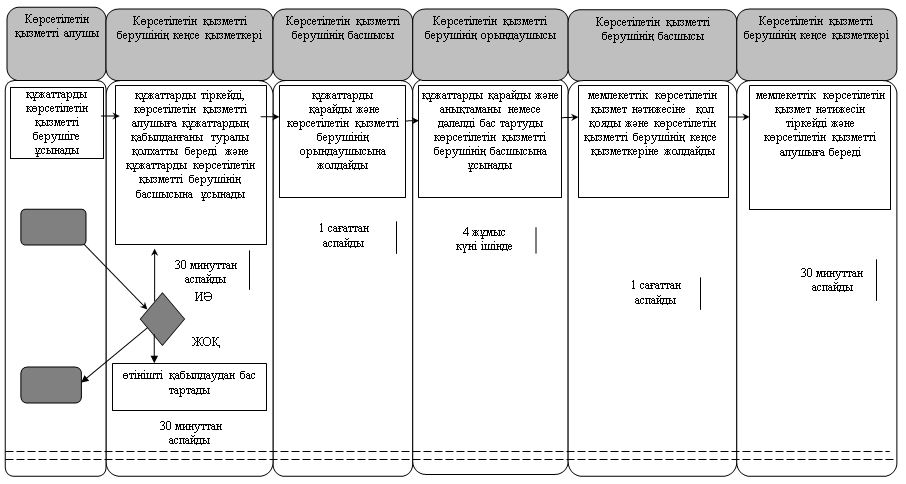 Көрсетілетін
қызметті алушы
Көрсетілетін қызметті
берушінің кеңсе қызметкері
Көрсетілетін қызметті
берушінің басшысы
Көрсетілетін қызметті
берушінің орындаушысы
Көрсетілетін қызметті
берушінің басшысы
Көрсетілетін қызметті
берушінің кеңсе қызметкері
құжаттарды
көрсетілетін
қызметті
берушіге
ұсынады
құжаттарды тіркейді,
көрсетілетін қызметті
алушыға құжаттардың
қабылданғаны туралы
қолхатты береді және
құжаттарды көрсетілетін
қызметті берушінің
басшысына ұсынады
құжаттарды
қарайды және
көрсетілетін қызметті
берушінің
орындаушысына
жолдайды
құжаттарды қарайды және
анықтаманы немесе
дәлелді бас тартуды
көрсетілетін қызметті
берушінің басшысына
ұсынады
мемлекеттік көрсетілетін
қызмет нәтижесіне қол
қояды және көрсетілетін
қызметті берушінің кеңсе
қызметкеріне жолдайды
мемлекеттік көрсетілетін
қызмет нәтижесін
тіркейді және
көрсетілетін қызметті
алушыға береді
30 минуттан
аспайды
1 сағаттан
аспайды
4 жұмыс
күні ішінде
1 сағаттан
аспайды
30 минуттан
аспайды
ИӘ
ЖОҚ
өтінішті қабылдаудан бас
тартады
30 минуттан
аспайды